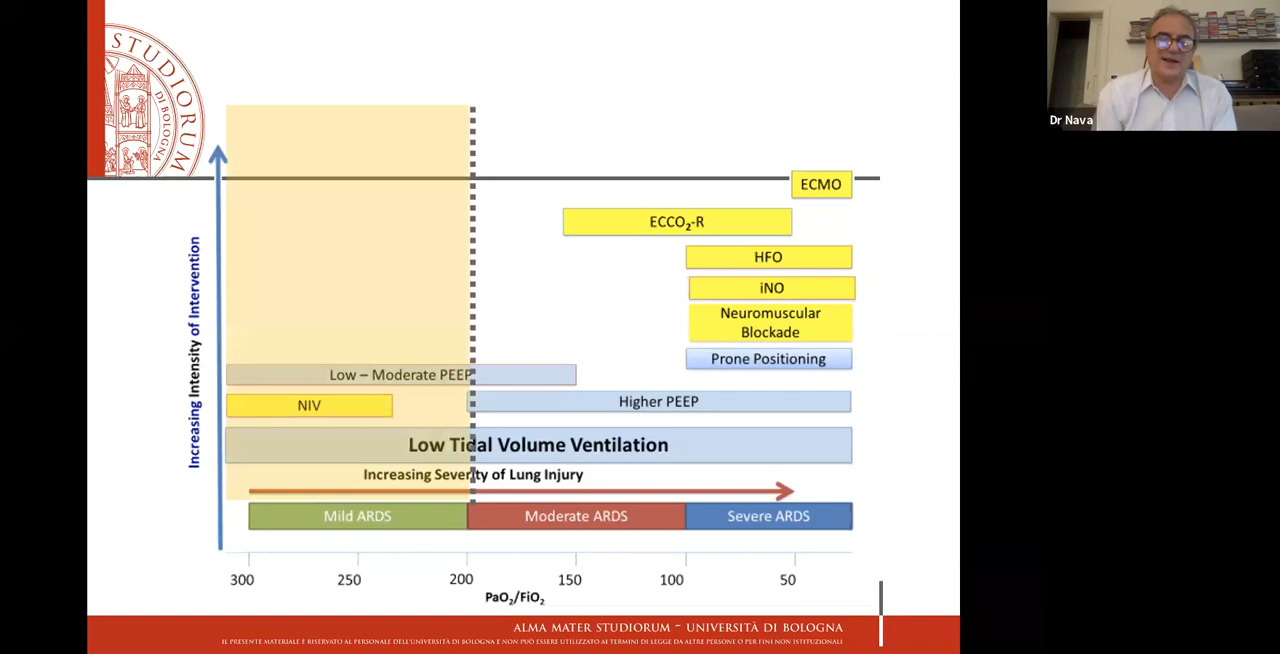 STUDIORUM
DI BOLOGNA
Dr Nava
ECMO
ECCO₂-R
HFO
iNO
Neuromuscular
Blockade
Prone Positioning
Low – Moderate PEEP
NIV
Higher PEEP
Low Tidal Volume Ventilation
Increasing Severity of Lung Injury
Mild ARDS
Moderate ARDS
Severe ARDS
300
250
200
150
100
50
PaO₂/FiO₂
Increasing Intensity of Intervention
ALMA MATER STUDIORUM ~ UNIVERSITÀ DI BOLOGNA
IL PRESENTE MATERIALE È RISERVATO AL PERSONALE DELL'UNIVERSITÀ DI BOLOGNA E NON PUÒ ESSERE UTILIZZATO AI TERMINI DI LEGGE DA ALTRE PERSONE O PER FINI NON ISTITUZIONALI